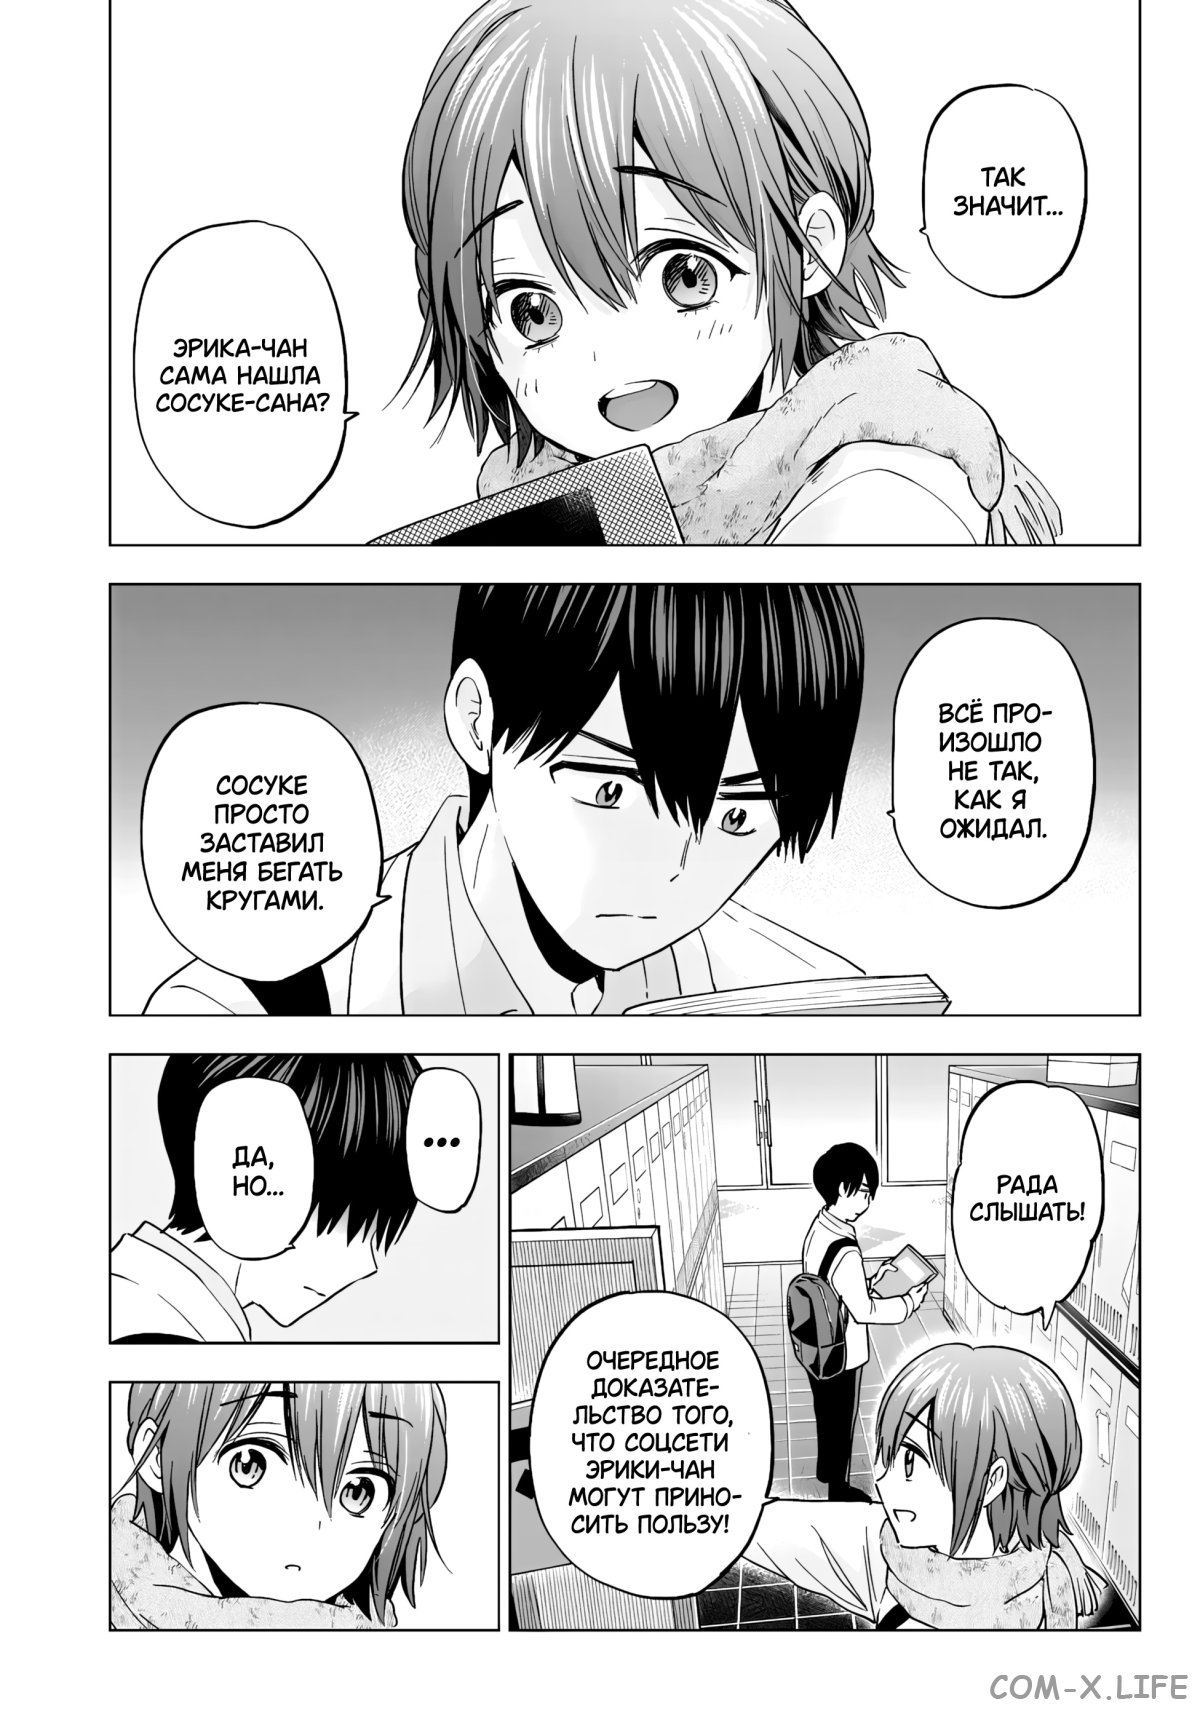 ТАК
ЗНАЧИТ...
ЭРИКА-ЧАН
САМА НАШЛА
СОСУКЕ-САНА?
ВСЁ ПРО-
ИЗОШЛО
НЕ ТАК,
КАК Я
ОЖИДАЛ.
СОСУКЕ
ПРОСТО
ЗАСТАВИЛ
МЕНЯ БЕГАТЬ
КРУГАМИ.
РАДА
СЛЫШАТЬ!
ОЧЕРЕДНОЕ
ДОКАЗАТЕ-
ЛЬСТВО ТОГО,
ЧТО СОЦСЕТИ
ЭРИКИ-ЧАН
МОГУТ ПРИНО-
СИТЬ ПОЛЬЗУ!
...
ДА,
НО...
COM-X.LIFE